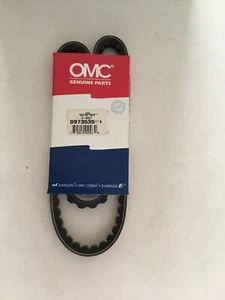 OMC
GENUINE PARTS
0973535
JOHNSON • OMC COBRA • EVINRUDE